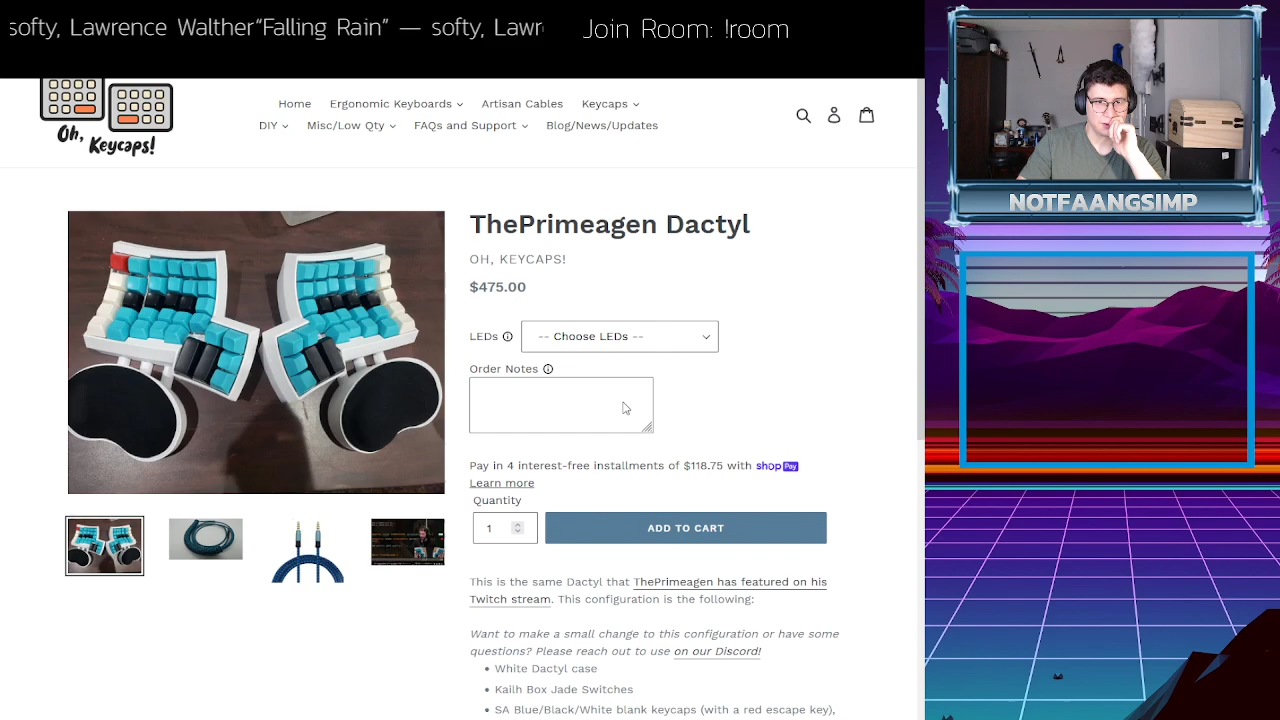 softy, Lawrence Walther“Falling Rain” — softy, Lawr
Join Room: !room
Oh, Keycaps!
Home Ergonomic Keyboards Artisan Cables Keycaps
DIY Misc/Low Qty FAQs and Support Blog/News/Updates
ThePrimeagen Dactyl
OH, KEYCAPS!
$475.00
LEDs -- Choose LEDs --
Order Notes
Pay in 4 interest-free installments of $118.75 with shop Pay
Learn more
Quantity
1 ADD TO CART
This is the same Dactyl that ThePrimeagen has featured on his
Twitch stream. This configuration is the following:
Want to make a small change to this configuration or have some
questions? Please reach out to use on our Discord!
• White Dactyl case
• Kailh Box Jade Switches
• SA Blue/Black/White blank keycaps (with a red escape key),
NOTFAANGSIMP